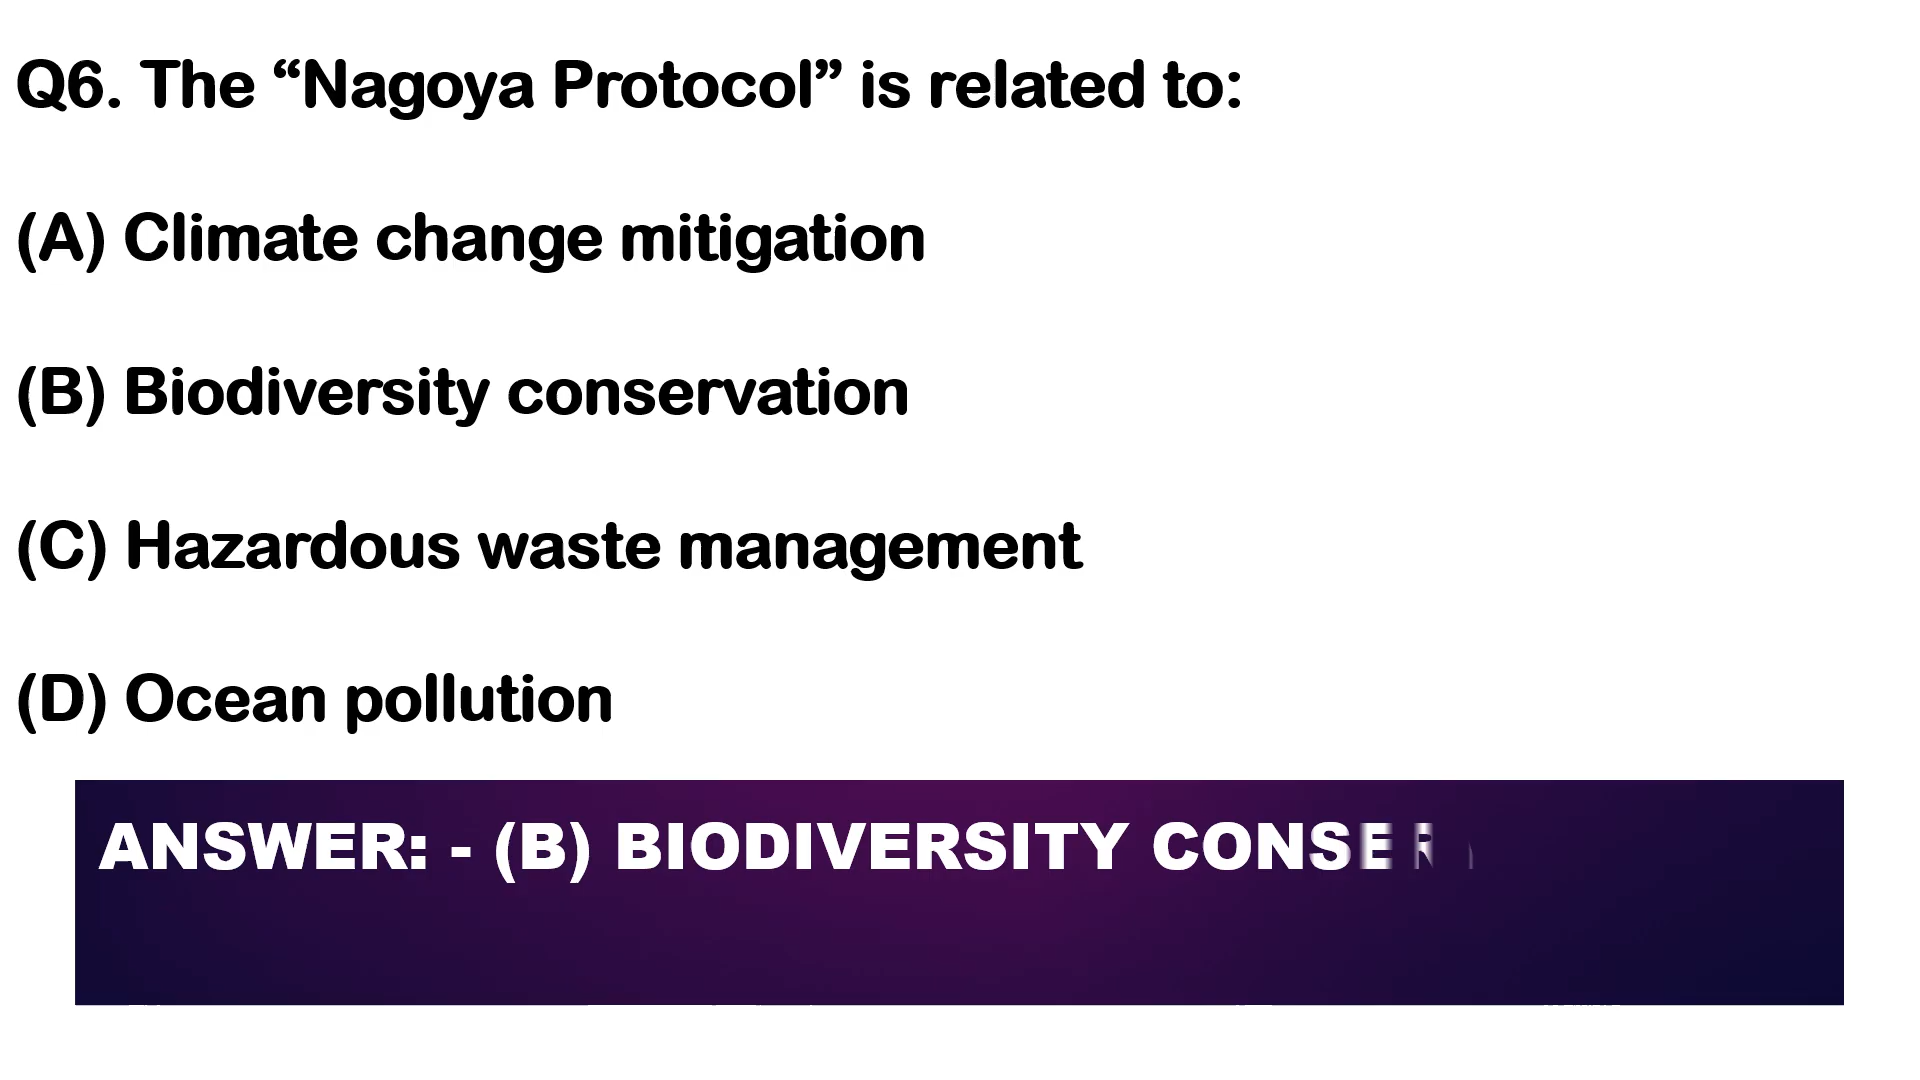 Q6. The “Nagoya Protocol” is related to:
(A) Climate change mitigation
(B) Biodiversity conservation
(C) Hazardous waste management
(D) Ocean pollution
ANSWER: - (B) BIODIVERSITY